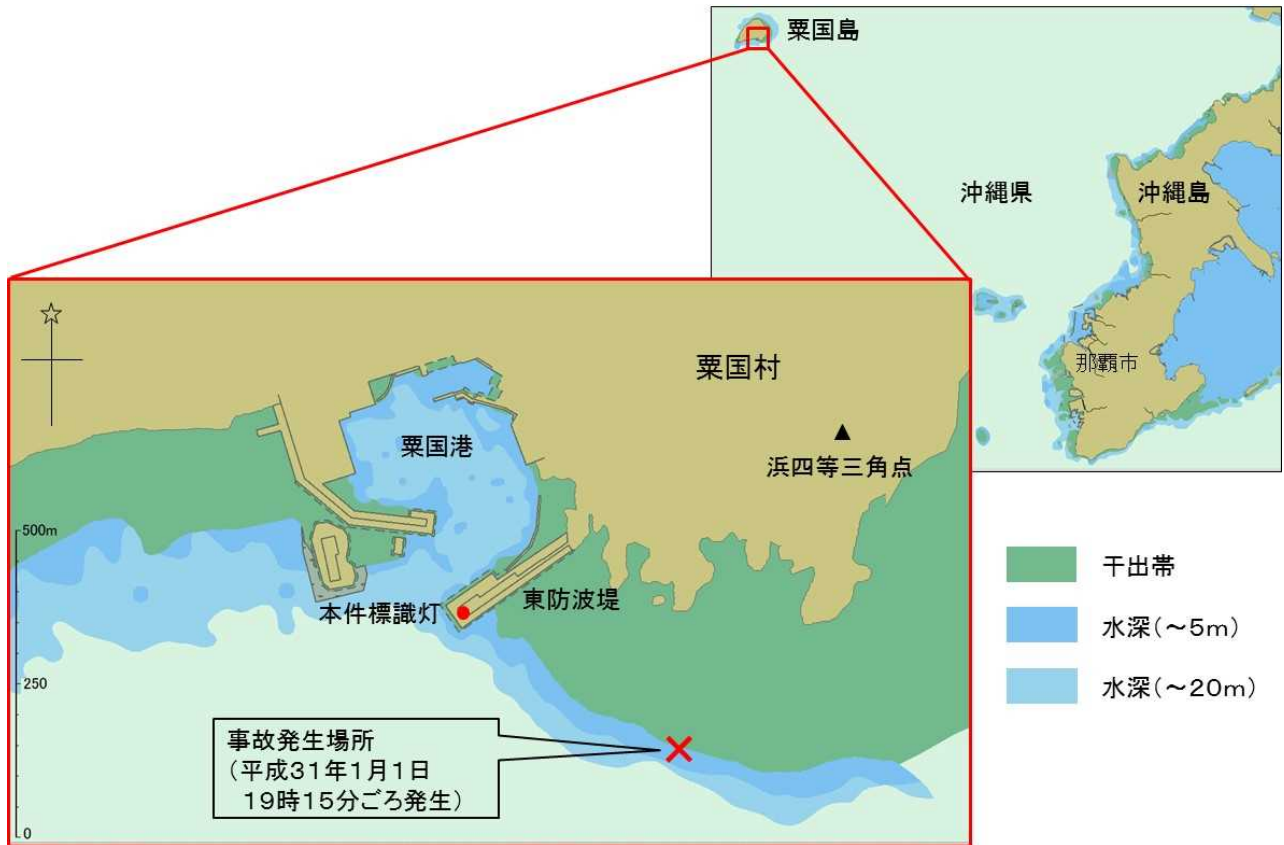 粟国島
沖縄県
沖縄島
那覇市
粟国村
粟国港
浜四等三角点
500m
干出帯
本件標識灯
東防波堤
水深(～5m)
250
水深(～20m)
事故発生場所
(平成31年1月1日
19時15分ごろ発生)
0